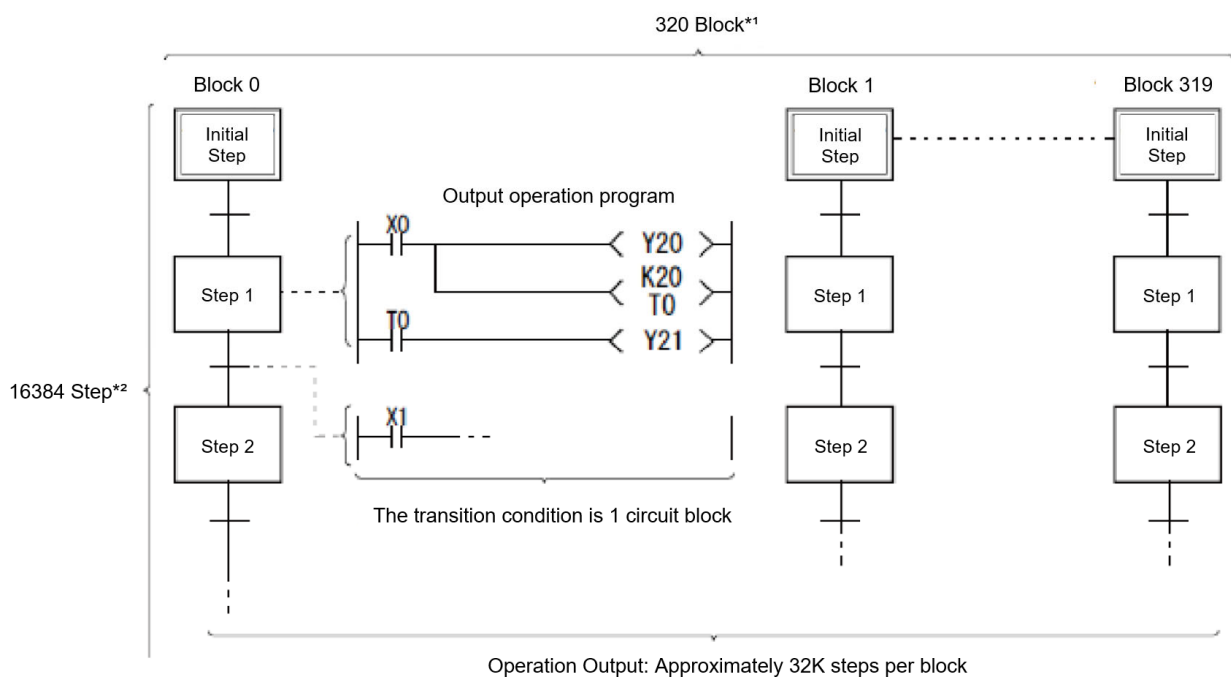 320 Block*¹
Block 0
Block 1
Block 319
Initial
Step
Initial
Step
Initial
Step
Output operation program
X0
Y20
K20
T0
T0
Y21
Step 1
Step 1
Step 1
16384 Step*²
X1
Step 2
Step 2
Step 2
The transition condition is 1 circuit block
Operation Output: Approximately 32K steps per block